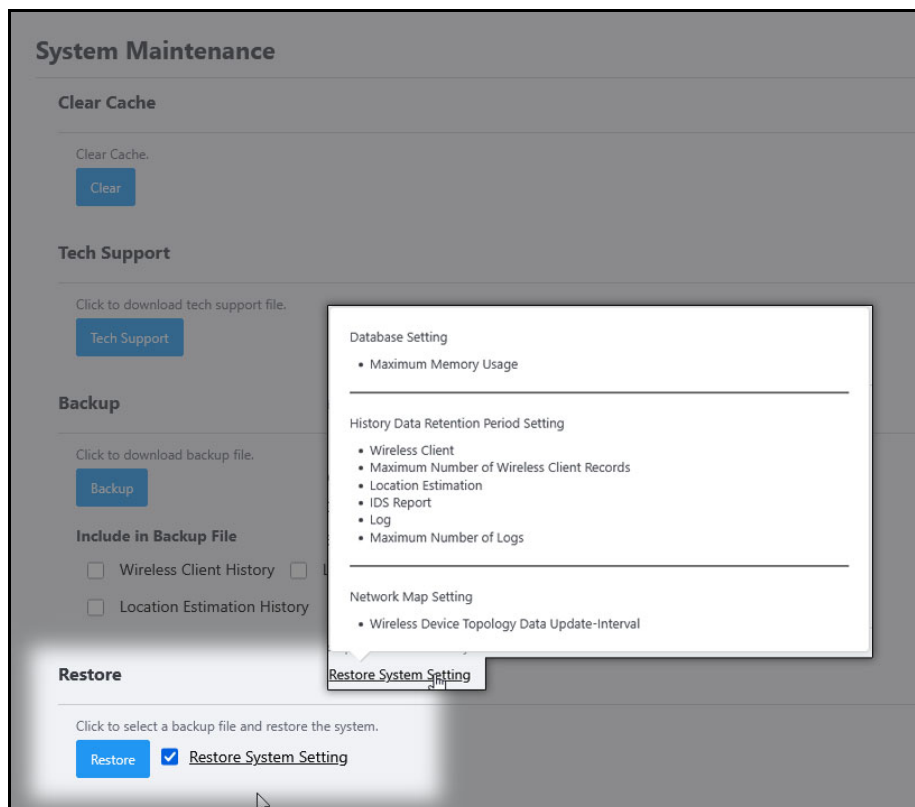 System Maintenance
Clear Cache
Clear Cache.
Clear
Tech Support
Click to download tech support file.
Tech Support
Backup
Click to download backup file.
Backup
Include in Backup File
Wireless Client History
Location Estimation History
Database Setting
• Maximum Memory Usage
History Data Retention Period Setting
• Wireless Client
• Maximum Number of Wireless Client Records
• Location Estimation
• IDS Report
• Log
• Maximum Number of Logs
Network Map Setting
• Wireless Device Topology Data Update-Interval
Restore System Setting
Restore
Click to select a backup file and restore the system.
Restore
Restore System Setting